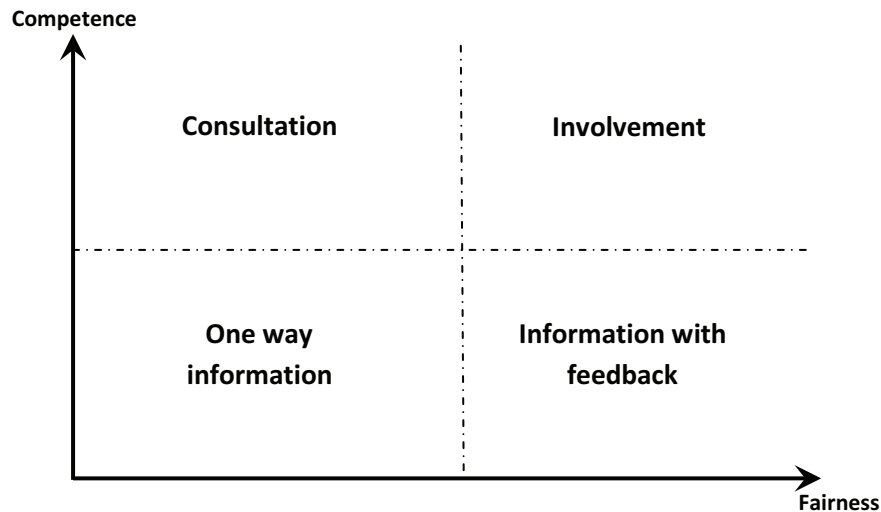 Competence
Consultation
Involvement
One way
information
Information with
feedback
Fairness